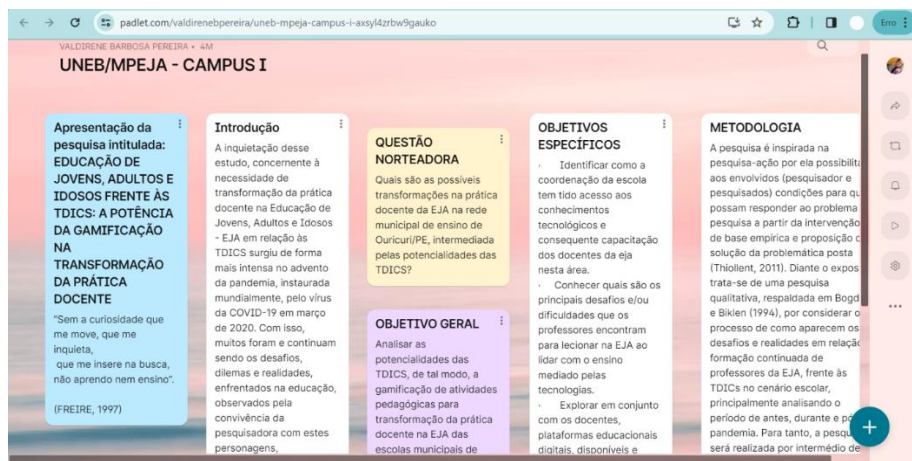 padlet.com/valdirenebpereira/uneb-mpeja-campus-i-axsyl4zrbw9gauko
Erro
VALDIRENE BARBOSA PEREIRA • 4M
UNEB/MPEJA - CAMPUS I
Apresentação da
pesquisa intitulada:
EDUCAÇÃO DE
JOVENS, ADULTOS E
IDOSOS FRENTE ÀS
TDICS: A POTÊNCIA
DA GAMIFICAÇÃO
NA
TRANSFORMAÇÃO
DA PRÁTICA
DOCENTE
"Sem a curiosidade que
me move, que me
inquieta,
que me insere na busca,
não aprendo nem ensino".
(FREIRE, 1997)
Introdução
A inquietação desse
estudo, concernente à
necessidade de
transformação da prática
docente na Educação de
Jovens, Adultos e Idosos
- EJA em relação às
TDICS surgiu de forma
mais intensa no advento
da pandemia, instaurada
mundialmente, pelo vírus
da COVID-19 em março
de 2020. Com isso,
muitos foram e continuam
sendo os desafios,
dilemas e realidades,
enfrentados na educação,
observados pela
convivência da
pesquisadora com estes
personagens,
QUESTÃO
NORTEADORA
Quais são as possíveis
transformações na prática
docente da EJA na rede
municipal de ensino de
Ouricuri/PE, intermediada
pelas potencialidades das
TDICS?
OBJETIVO GERAL
Analisar as
potencialidades das
TDICS, de tal modo, a
gamificação de atividades
pedagógicas para
transformação da prática
docente na EJA das
escolas municipais de
OBJETIVOS
ESPECÍFICOS
· Identificar como a
coordenação da escola
tem tido acesso aos
conhecimentos
tecnológicos e
consequente capacitação
dos docentes da eja
nesta área.
· Conhecer quais são os
principais desafios e/ou
dificuldades que os
professores encontram
para lecionar na EJA ao
lidar com o ensino
mediado pelas
tecnologias.
· Explorar em conjunto
com os docentes,
plataformas educacionais
digitais, disponíveis e
METODOLOGIA
A pesquisa é inspirada na
pesquisa-ação por ela possibilita
aos envolvidos (pesquisador e
pesquisados) condições para qu
possam responder ao problema
pesquisa a partir da intervenção
de base empírica e proposição
solução da problemática posta
(Thiollent, 2011). Diante o expos
trata-se de uma pesquisa
qualitativa, respaldada em Bogd
e Biklen (1994), por considerar o
processo de como aparecem os
desafios e realidades em relação
formação continuada de
professores da EJA, frente às
TDICs no cenário escolar,
principalmente analisando o
período de antes, durante e
pandemia. Para tanto, a
será realizada por intermédio de